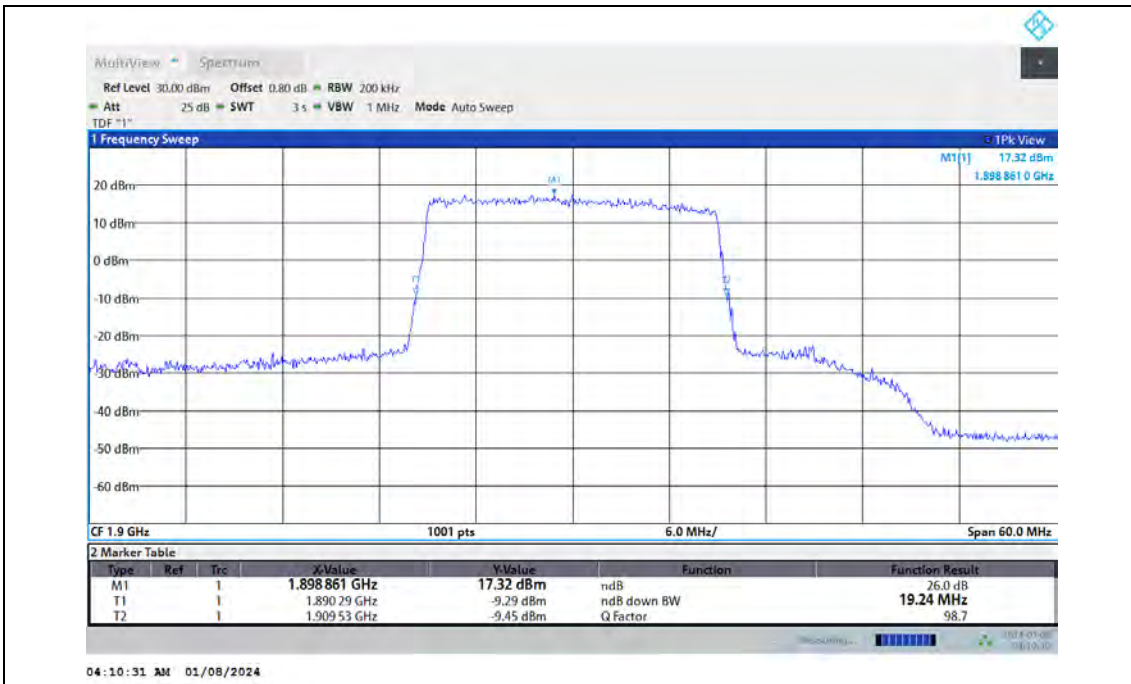 MultiView Spectrum
Ref Level 30.00 dBm Offset 0.80 dB RBW 200 kHz
Att 25 dB SWT 3 s VBW 1 MHz Mode Auto Sweep
TDF "1"
1 Frequency Sweep 1Pk View
M1[1] 17.32 dBm
1.898 861 0 GHz
M1
20 dBm
10 dBm
0 dBm
-10 dBm
-20 dBm
-30 dBm
-40 dBm
-50 dBm
-60 dBm
CF 1.9 GHz 1001 pts 6.0 MHz/ Span 60.0 MHz
2 Marker Table
Type Ref Trc X-Value Y-Value Function Function Result
M1 1 1.898 861 GHz 17.32 dBm ndB 26.0 dB
T1 1 1.890 29 GHz -9.29 dBm ndB down BW 19.24 MHz
T2 1 1.909 53 GHz -9.45 dBm Q Factor 98.7
Measuring...
04:10:31 AM 01/08/2024